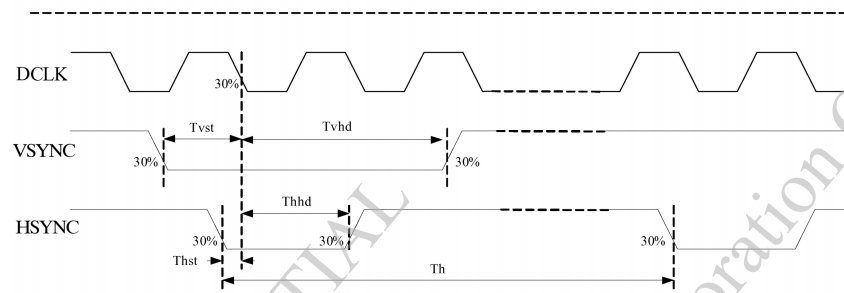 DCLK
30%
Tvst
Tvhd
VSYNC
30%
30%
Thhd
HSYNC
30%
30%
30%
Thst
Th